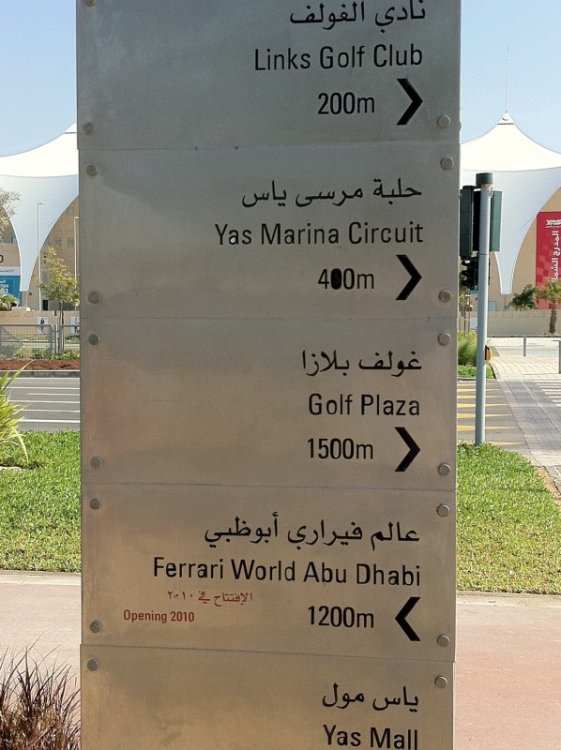 نادي الغولف
Links Golf Club
200m
حلبة مرسى ياس
Yas Marina Circuit
400m
غولف بلازا
Golf Plaza
1500m
عالم فيراري أبوظبي
Ferrari World Abu Dhabi
الإفتتاح في ٢٠١٠
Opening 2010
1200m
ياس مول
Yas Mall